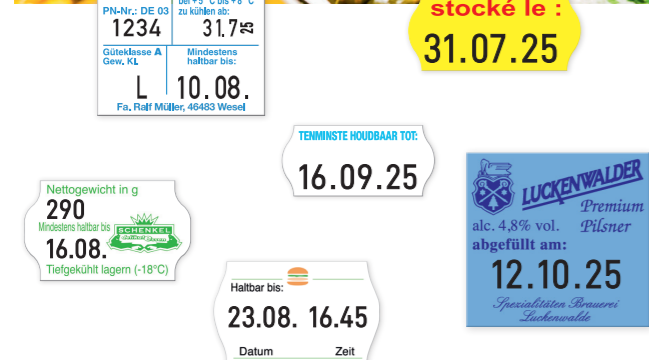 PN-Nr.: DE 03
bei +5 °C bis +8 °C
zu kühlen ab:
1234
31.7
Güteklasse A
Gew. KL
Mindestens
haltbar bis:
L
10.08.
Fa. Ralf Müller, 46483 Wesel
stocké le :
31.07.25
TENMINSTE HOUDBAAR TOT:
16.09.25
Nettogewicht in g
290
Mindestens haltbar bis
16.08.
SCHENKEL
Tiefgekühlt lagern (-18°C)
LUCKENWALDER
Premium
Pilsner
alc. 4,8% vol.
abgefüllt am:
12.10.25
Spezialitäten Brauerei
Luckenwalde
Haltbar bis:
23.08. 16.45
Datum Zeit